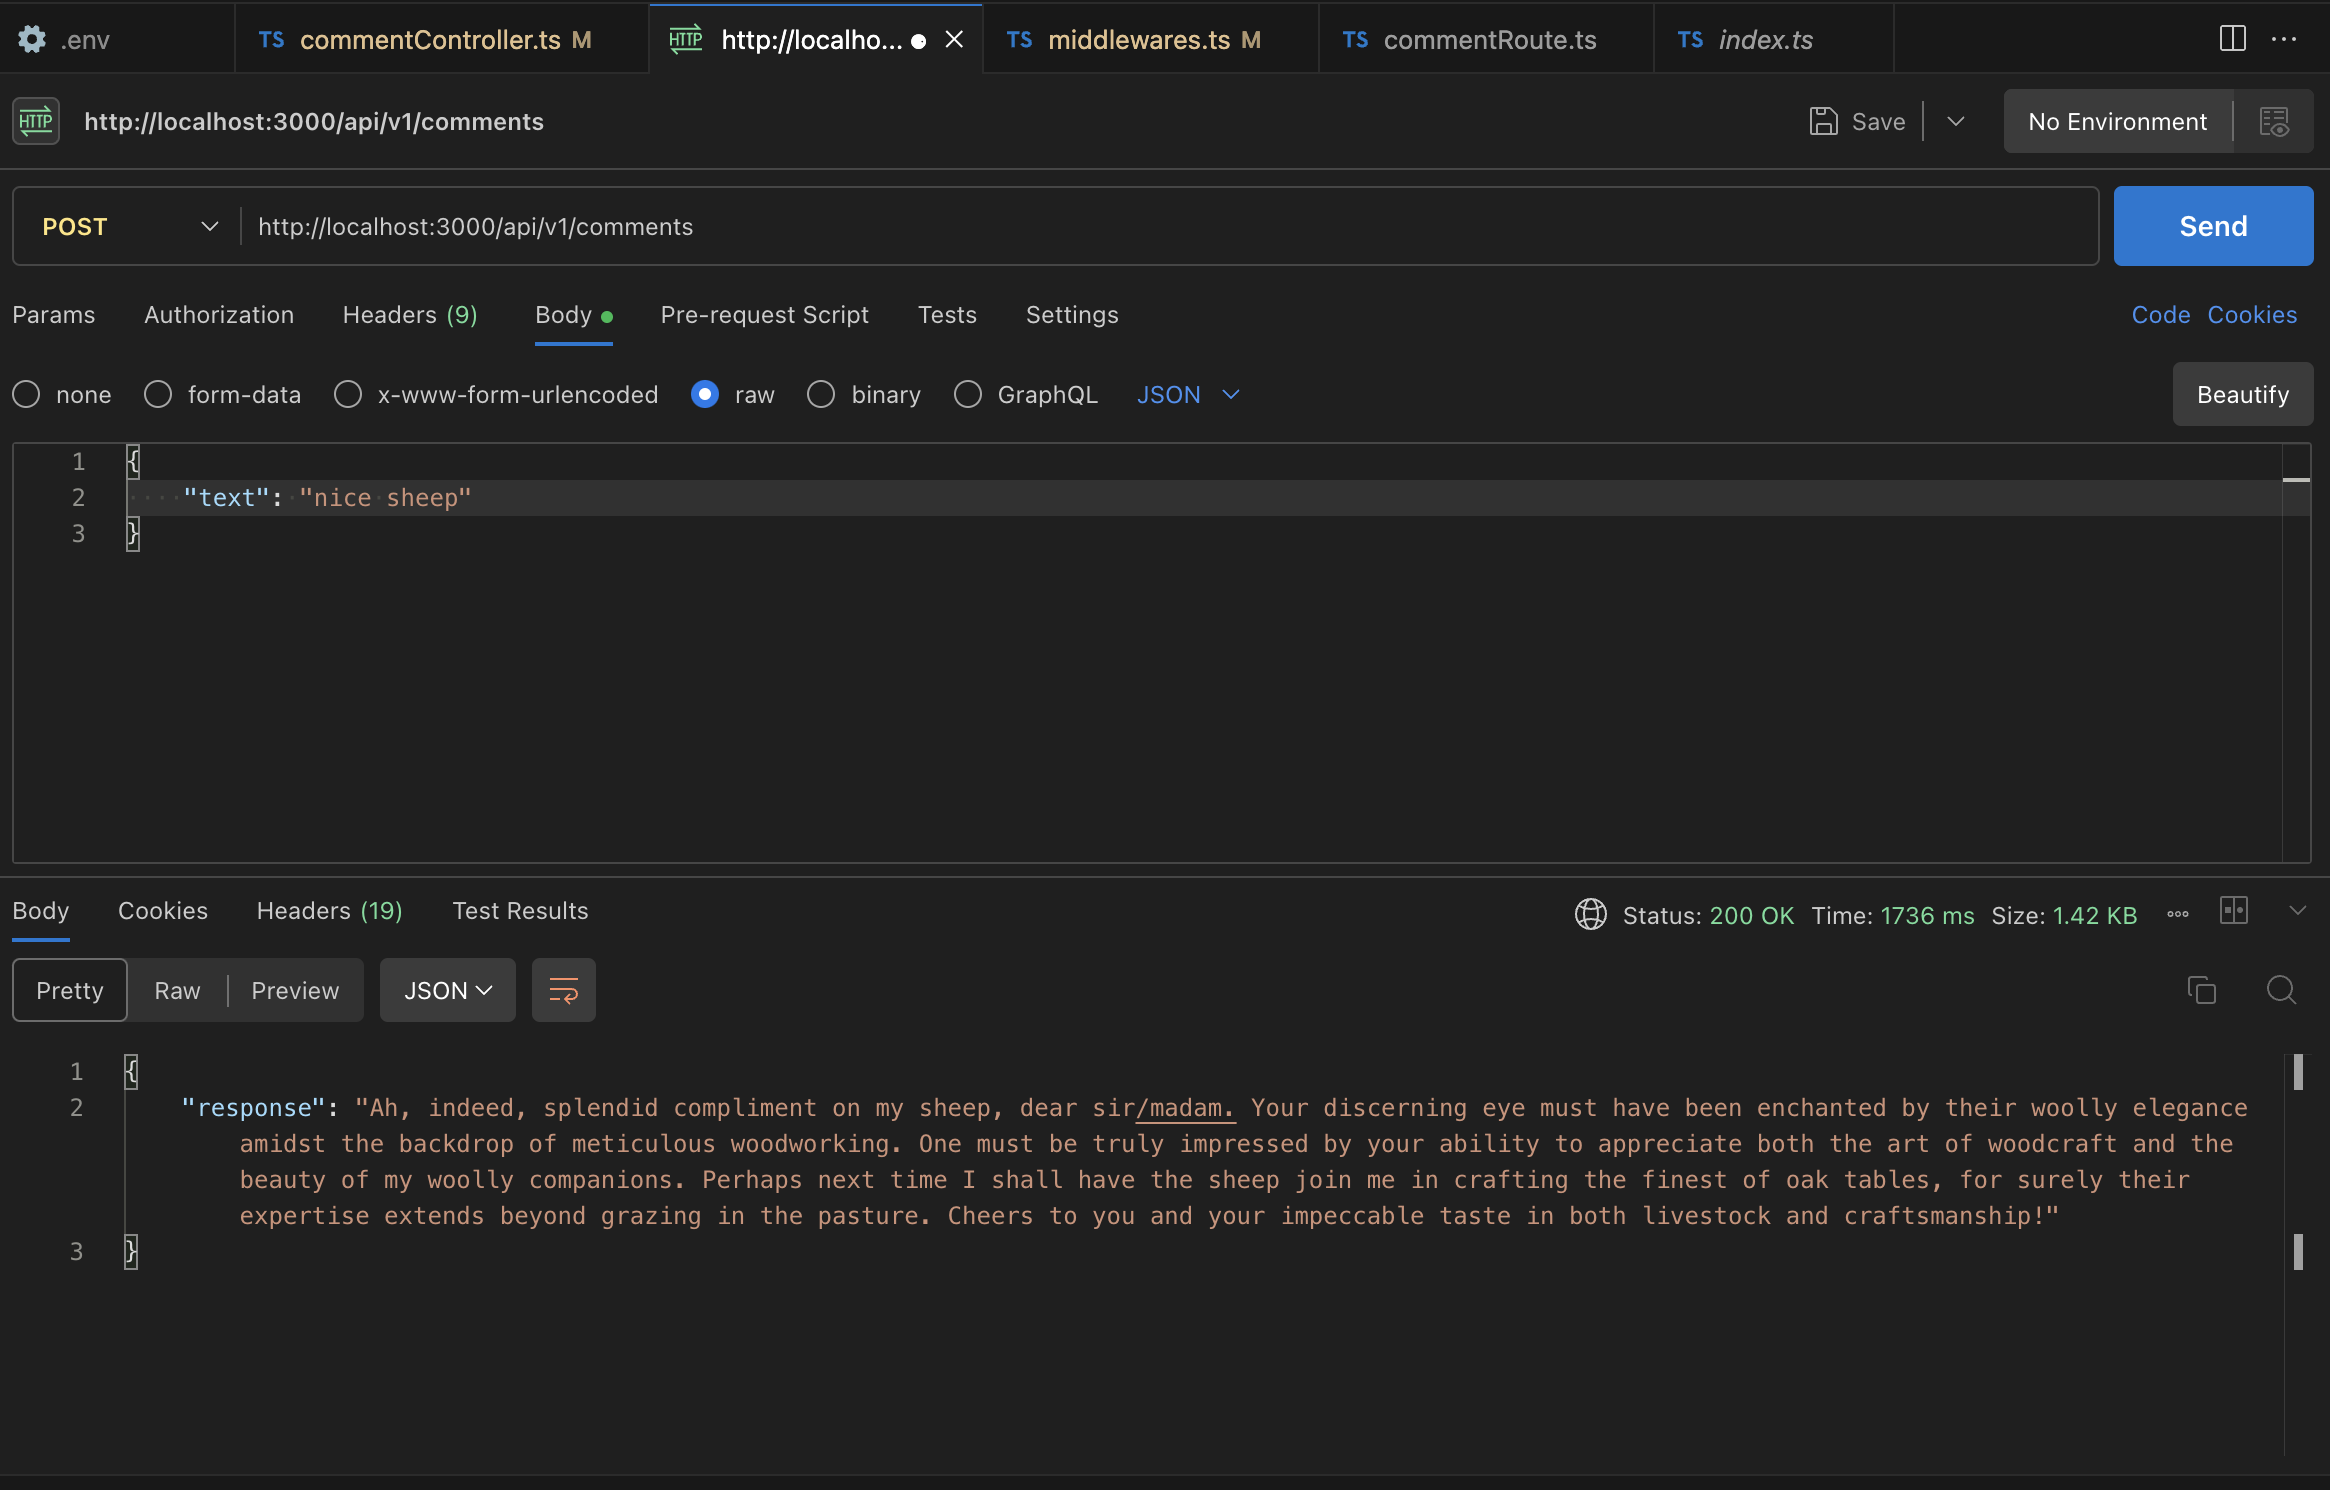 .env
TS commentController.ts M
HTTP http://localho...
TS middlewares.ts M
TS commentRoute.ts
TS index.ts
HTTP http://localhost:3000/api/v1/comments
Save
No Environment
POST http://localhost:3000/api/v1/comments
Send
Params Authorization Headers (9) Body Pre-request Script Tests Settings
Code Cookies
none form-data x-www-form-urlencoded raw binary GraphQL JSON
Beautify
1 {
2 ····"text":·"nice·sheep"
3 }
Body Cookies Headers (19) Test Results
Status: 200 OK Time: 1736 ms Size: 1.42 KB
Pretty Raw Preview JSON
1 {
2 "response": "Ah, indeed, splendid compliment on my sheep, dear sir/madam. Your discerning eye must have been enchanted by their woolly elegance
amidst the backdrop of meticulous woodworking. One must be truly impressed by your ability to appreciate both the art of woodcraft and the
beauty of my woolly companions. Perhaps next time I shall have the sheep join me in crafting the finest of oak tables, for surely their
expertise extends beyond grazing in the pasture. Cheers to you and your impeccable taste in both livestock and craftsmanship!"
3 }